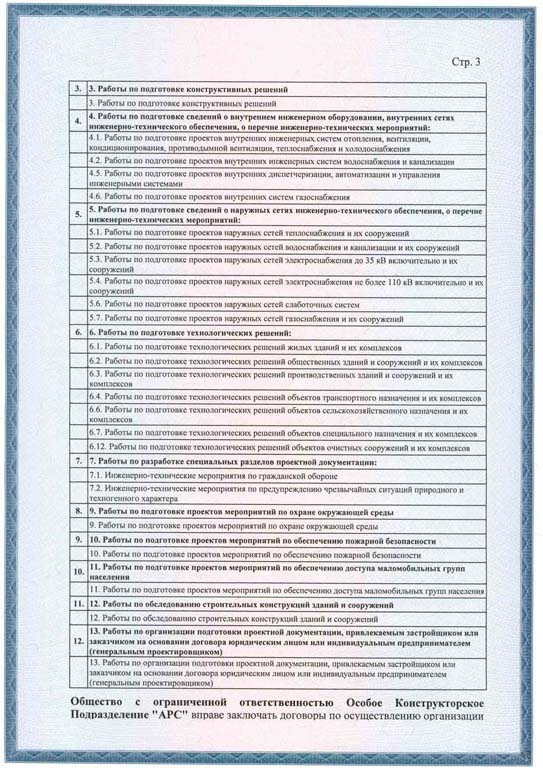 Стр. 3
3. 3. Работы по подготовке конструктивных решений
3. Работы по подготовке конструктивных решений
4. 4. Работы по подготовке сведений о внутреннем инженерном оборудовании, внутренних сетях
инженерно-технического обеспечения, о перечне инженерно-технических мероприятий:
4.1. Работы по подготовке проектов внутренних инженерных систем отопления, вентиляции,
кондиционирования, противодымной вентиляции, теплоснабжения и холодоснабжения
4.2. Работы по подготовке проектов внутренних инженерных систем водоснабжения и канализации
4.5. Работы по подготовке проектов внутренних диспетчеризации, автоматизации и управления
инженерными системами
4.6. Работы по подготовке проектов внутренних систем газоснабжения
5. 5. Работы по подготовке сведений о наружных сетях инженерно-технического обеспечения, о перечне
инженерно-технических мероприятий:
5.1. Работы по подготовке проектов наружных сетей теплоснабжения и их сооружений
5.2. Работы по подготовке проектов наружных сетей водоснабжения и канализации и их сооружений
5.3. Работы по подготовке проектов наружных сетей электроснабжения до 35 кВ включительно и их
сооружений
5.4. Работы по подготовке проектов наружных сетей электроснабжения не более 110 кВ включительно и их
сооружений
5.6. Работы по подготовке проектов наружных сетей слаботочных систем
5.7. Работы по подготовке проектов наружных сетей газоснабжения и их сооружений
6. 6. Работы по подготовке технологических решений:
6.1. Работы по подготовке технологических решений жилых зданий и их комплексов
6.2. Работы по подготовке технологических решений общественных зданий и сооружений и их комплексов
6.3. Работы по подготовке технологических решений производственных зданий и сооружений и их
комплексов
6.4. Работы по подготовке технологических решений объектов транспортного назначения и их комплексов
6.6. Работы по подготовке технологических решений объектов сельскохозяйственного назначения и их
комплексов
6.7. Работы по подготовке технологических решений объектов специального назначения и их комплексов
6.12. Работы по подготовке технологических решений объектов очистных сооружений и их комплексов
7. 7. Работы по разработке специальных разделов проектной документации:
7.1. Инженерно-технические мероприятия по гражданской обороне
7.2. Инженерно-технические мероприятия по предупреждению чрезвычайных ситуаций природного и
техногенного характера
8. 9. Работы по подготовке проектов мероприятий по охране окружающей среды
9. Работы по подготовке проектов мероприятий по охране окружающей среды
9. 10. Работы по подготовке проектов мероприятий по обеспечению пожарной безопасности
10. Работы по подготовке проектов мероприятий по обеспечению пожарной безопасности
10. 11. Работы по подготовке проектов мероприятий по обеспечению доступа маломобильных групп
населения
11. Работы по подготовке проектов мероприятий по обеспечению доступа маломобильных групп населения
11. 12. Работы по обследованию строительных конструкций зданий и сооружений
12. Работы по обследованию строительных конструкций зданий и сооружений
12. 13. Работы по организации подготовки проектной документации, привлекаемым застройщиком или
заказчиком на основании договора юридическим лицом или индивидуальным предпринимателем
(генеральным проектировщиком)
13. Работы по организации подготовки проектной документации, привлекаемым застройщиком или
заказчиком на основании договора юридическим лицом или индивидуальным предпринимателем
(генеральным проектировщиком)
Общество с ограниченной ответственностью Особое Конструкторское
Подразделение "АРС" вправе заключать договоры по осуществлению организации